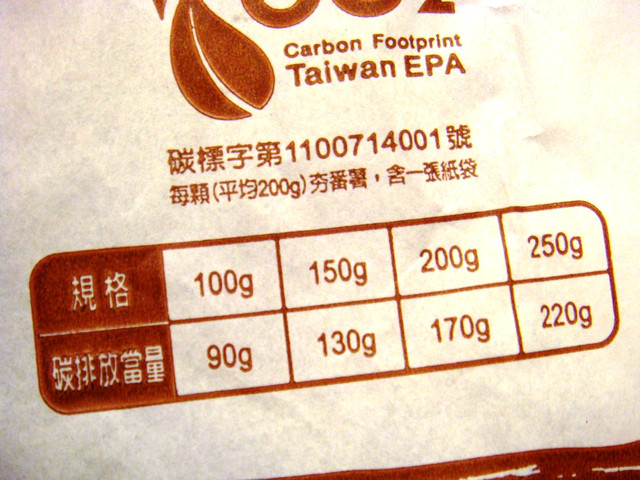 Carbon Footprint
Taiwan EPA
碳標字第1100714001號
每顆(平均200g)夯番薯，含一張紙袋
規格 100g 150g 200g 250g
碳排放當量 90g 130g 170g 220g